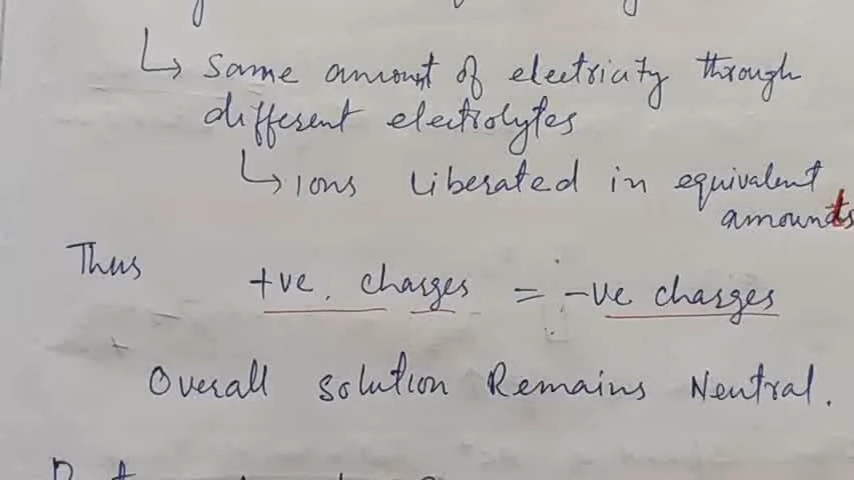 ↳ Same amount of electricity through
different electrolytes
↳ Ions Liberated in equivalent
amounts
Thus +ve. charges = -ve charges
Overall solution Remains Neutral.